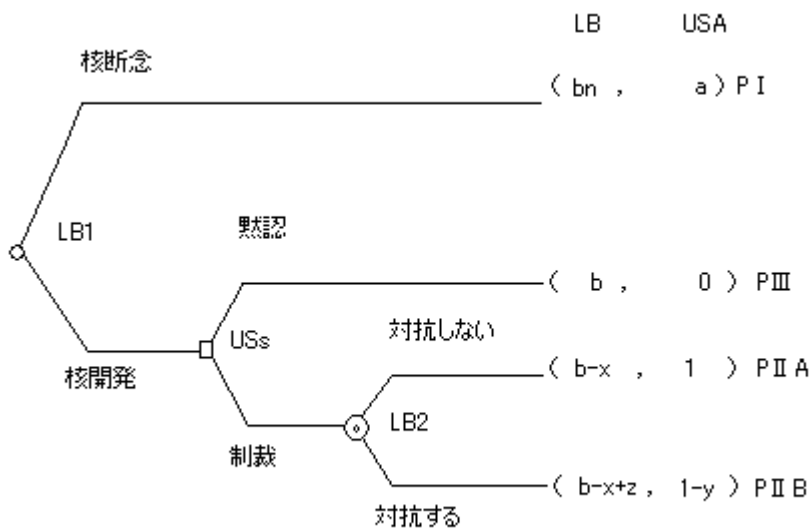 LB USA
核断念
( bn , a ) P I
LB1
黙認
( b , 0 ) PⅢ
USs
対抗しない
核開発
( b-x , 1 ) PⅡA
LB2
制裁
( b-x+z , 1-y ) PⅡB
対抗する